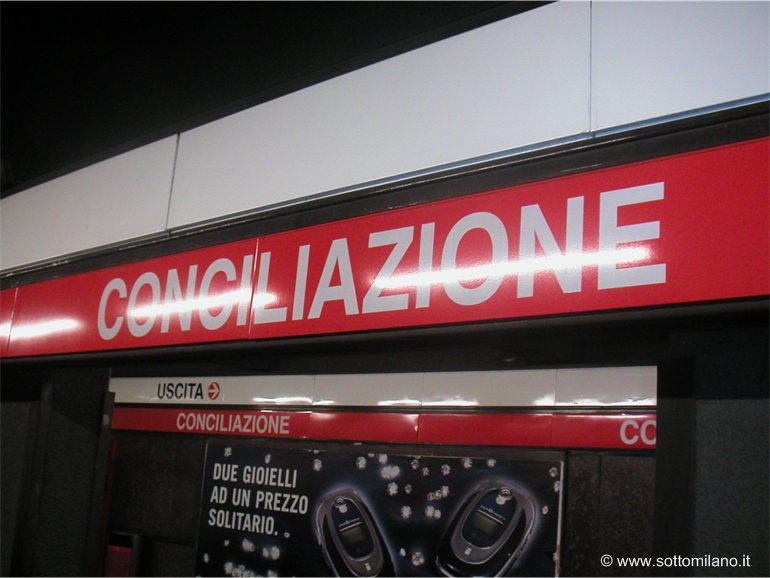 CONCILIAZIONE
USCITA
CONCILIAZIONE
CO
DUE GIOIELLI
AD UN PREZZO
SOLITARIO.
© www.sottomilano.it